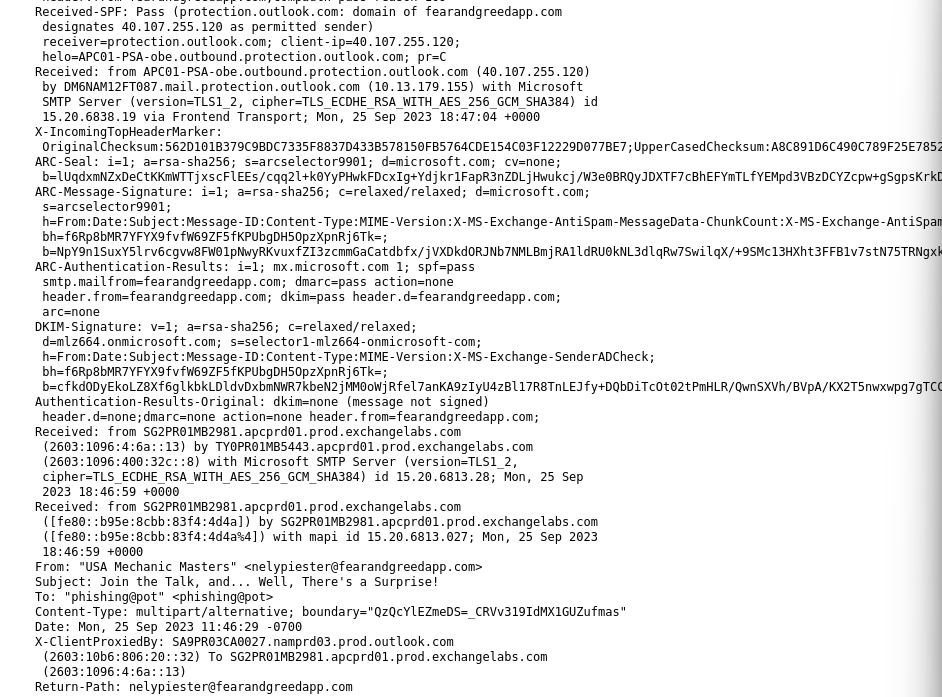 Received-SPF: Pass (protection.outlook.com: domain of fearandgreedapp.com
designates 40.107.255.120 as permitted sender)
receiver=protection.outlook.com; client-ip=40.107.255.120;
helo=APC01-PSA-obe.outbound.protection.outlook.com; pr=C
Received: from APC01-PSA-obe.outbound.protection.outlook.com (40.107.255.120)
by DM6NAM12FT087.mail.protection.outlook.com (10.13.179.155) with Microsoft
SMTP Server (version=TLS1_2, cipher=TLS_ECDHE_RSA_WITH_AES_256_GCM_SHA384) id
15.20.6838.19 via Frontend Transport; Mon, 25 Sep 2023 18:47:04 +0000
X-IncomingTopHeaderMarker:
OriginalChecksum:562D101B379C9BDC7335F8837D433B578150FB5764CDE154C03F12229D077BE7;UpperCasedChecksum:A8C891D6C490C789F25E7852
ARC-Seal: i=1; a=rsa-sha256; s=arcselector9901; d=microsoft.com; cv=none;
b=lUqdxmNZxDeCtKKmWTTjxscFlEEs/cqq2l+k0YyPHwkFDcxIg+Ydjkr1FapR3nZDLjHwukcj/W3e0BRQyJDXTF7cBhEFYmTLfYEMpd3VBzDCYZcpw+gSgpsKrkD
ARC-Message-Signature: i=1; a=rsa-sha256; c=relaxed/relaxed; d=microsoft.com;
s=arcselector9901;
h=From:Date:Subject:Message-ID:Content-Type:MIME-Version:X-MS-Exchange-AntiSpam-MessageData-ChunkCount:X-MS-Exchange-AntiSpam
bh=f6Rp8bMR7YFYX9fvfW69ZF5fKPUbgDH5OpzXpnRj6Tk=;
b=NpY9n1SuxY5lrv6cgvw8FW01pNwyRKvuxfZI3zcmmGaCatdbfx/jVXDkdORJNb7NMLBmjRA1ldRU0kNL3dlqRw7SwilqX/+9SMc13HXht3FFB1v7stN75TRNgxk
ARC-Authentication-Results: i=1; mx.microsoft.com 1; spf=pass
smtp.mailfrom=fearandgreedapp.com; dmarc=pass action=none
header.from=fearandgreedapp.com; dkim=pass header.d=fearandgreedapp.com;
arc=none
DKIM-Signature: v=1; a=rsa-sha256; c=relaxed/relaxed;
d=mlz664.onmicrosoft.com; s=selector1-mlz664-onmicrosoft-com;
h=From:Date:Subject:Message-ID:Content-Type:MIME-Version:X-MS-Exchange-SenderADCheck;
bh=f6Rp8bMR7YFYX9fvfW69ZF5fKPUbgDH5OpzXpnRj6Tk=;
b=cfkdODyEkoLZ8Xf6glkbkLDldvDxbmNWR7kbeN2jMM0oWjRfel7anKA9zIyU4zBl17R8TnLEJfy+DQbDiTcOt02tPmHLR/QwnSXVh/BVpA/KX2T5nwxwpg7gTCC
Authentication-Results-Original: dkim=none (message not signed)
header.d=none;dmarc=none action=none header.from=fearandgreedapp.com;
Received: from SG2PR01MB2981.apcprd01.prod.exchangelabs.com
(2603:1096:4:6a::13) by TY0PR01MB5443.apcprd01.prod.exchangelabs.com
(2603:1096:400:32c::8) with Microsoft SMTP Server (version=TLS1_2,
cipher=TLS_ECDHE_RSA_WITH_AES_256_GCM_SHA384) id 15.20.6813.28; Mon, 25 Sep
2023 18:46:59 +0000
Received: from SG2PR01MB2981.apcprd01.prod.exchangelabs.com
([fe80::b95e:8cbb:83f4:4d4a]) by SG2PR01MB2981.apcprd01.prod.exchangelabs.com
([fe80::b95e:8cbb:83f4:4d4a%4]) with mapi id 15.20.6813.027; Mon, 25 Sep 2023
18:46:59 +0000
From: "USA Mechanic Masters" <nelypiester@fearandgreedapp.com>
Subject: Join the Talk, and... Well, There's a Surprise!
To: "phishing@pot" <phishing@pot>
Content-Type: multipart/alternative; boundary="QzQcYlEZmeDS=_CRVv319IdMX1GUZufmas"
Date: Mon, 25 Sep 2023 11:46:29 -0700
X-ClientProxiedBy: SA9PR03CA0027.namprd03.prod.outlook.com
(2603:10b6:806:20::32) To SG2PR01MB2981.apcprd01.prod.exchangelabs.com
(2603:1096:4:6a::13)
Return-Path: nelypiester@fearandgreedapp.com